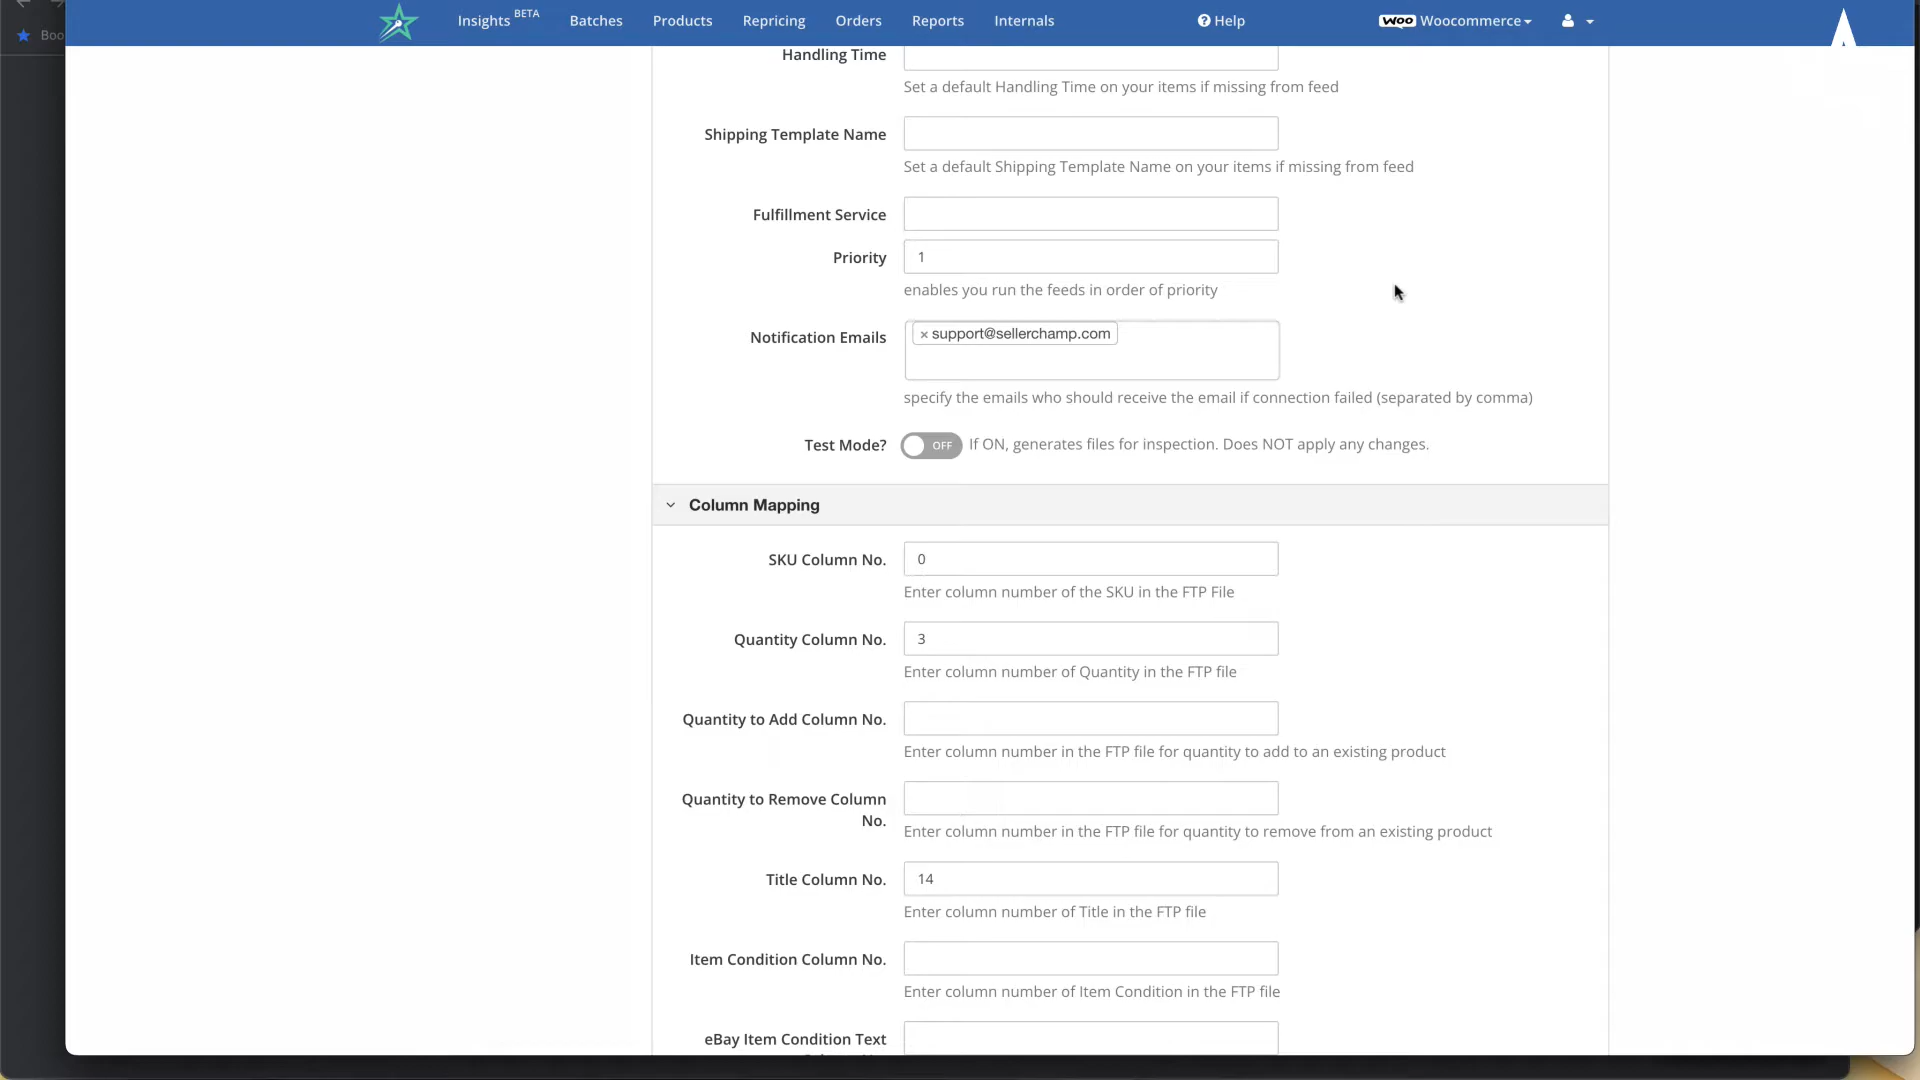 Boo
Insights BETA Batches Products Repricing Orders Reports Internals Help WOO Woocommerce
Handling Time
Set a default Handling Time on your items if missing from feed
Shipping Template Name
Set a default Shipping Template Name on your items if missing from feed
Fulfillment Service
Priority 1
enables you run the feeds in order of priority
Notification Emails × support@sellerchamp.com
specify the emails who should receive the email if connection failed (separated by comma)
Test Mode? OFF If ON, generates files for inspection. Does NOT apply any changes.
Column Mapping
SKU Column No. 0
Enter column number of the SKU in the FTP File
Quantity Column No. 3
Enter column number of Quantity in the FTP file
Quantity to Add Column No.
Enter column number in the FTP file for quantity to add to an existing product
Quantity to Remove Column
No.
Enter column number in the FTP file for quantity to remove from an existing product
Title Column No. 14
Enter column number of Title in the FTP file
Item Condition Column No.
Enter column number of Item Condition in the FTP file
eBay Item Condition Text